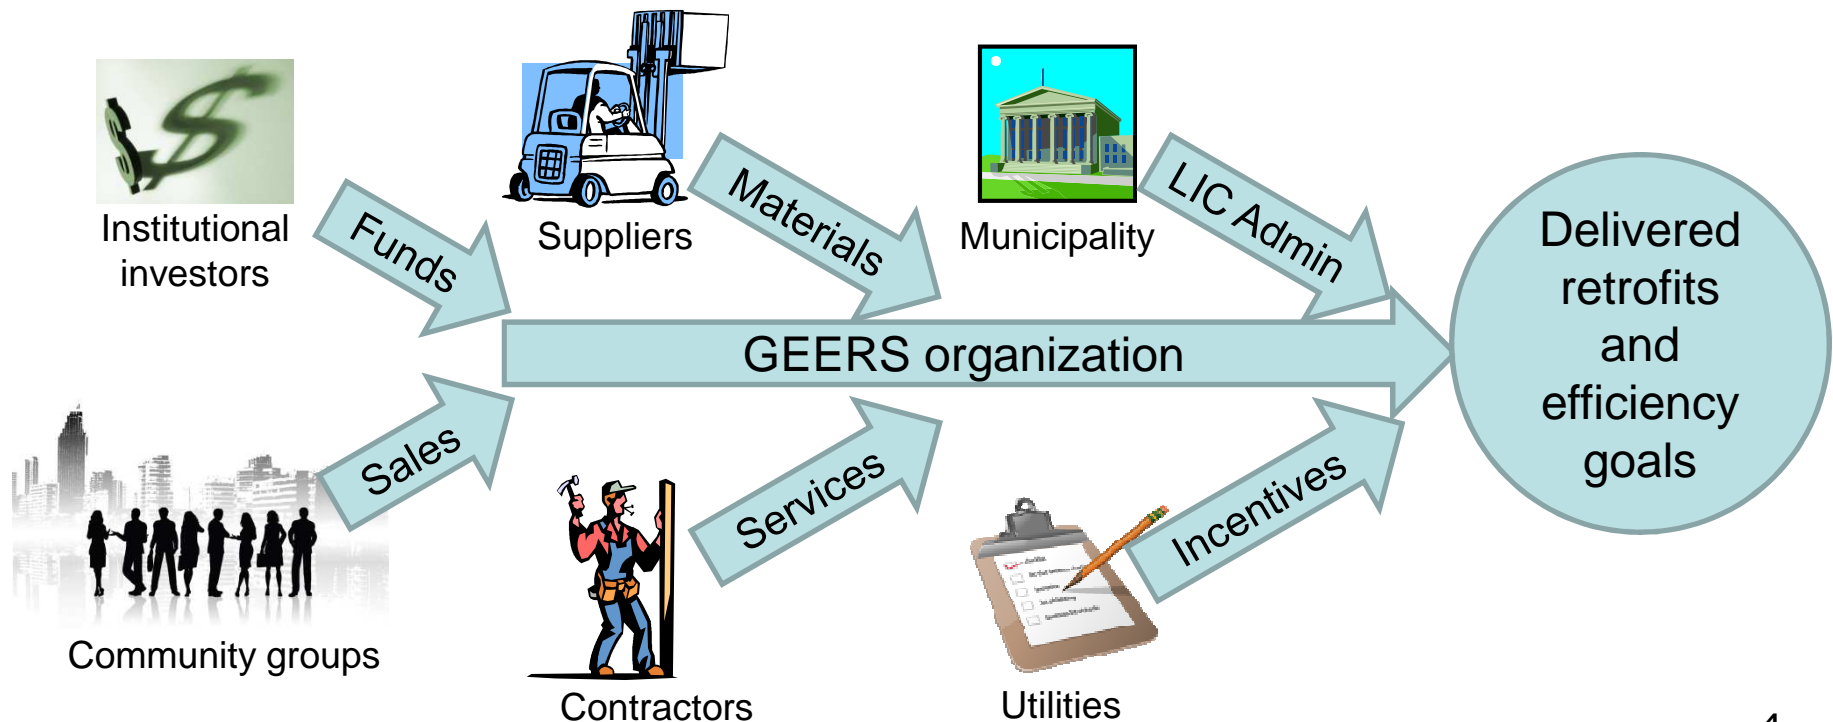 Institutional
investors
Funds
Suppliers
Materials
Municipality
LIC Admin
GEERS organization
Delivered
retrofits
and
efficiency
goals
Community groups
Sales
Contractors
Services
Utilities
Incentives